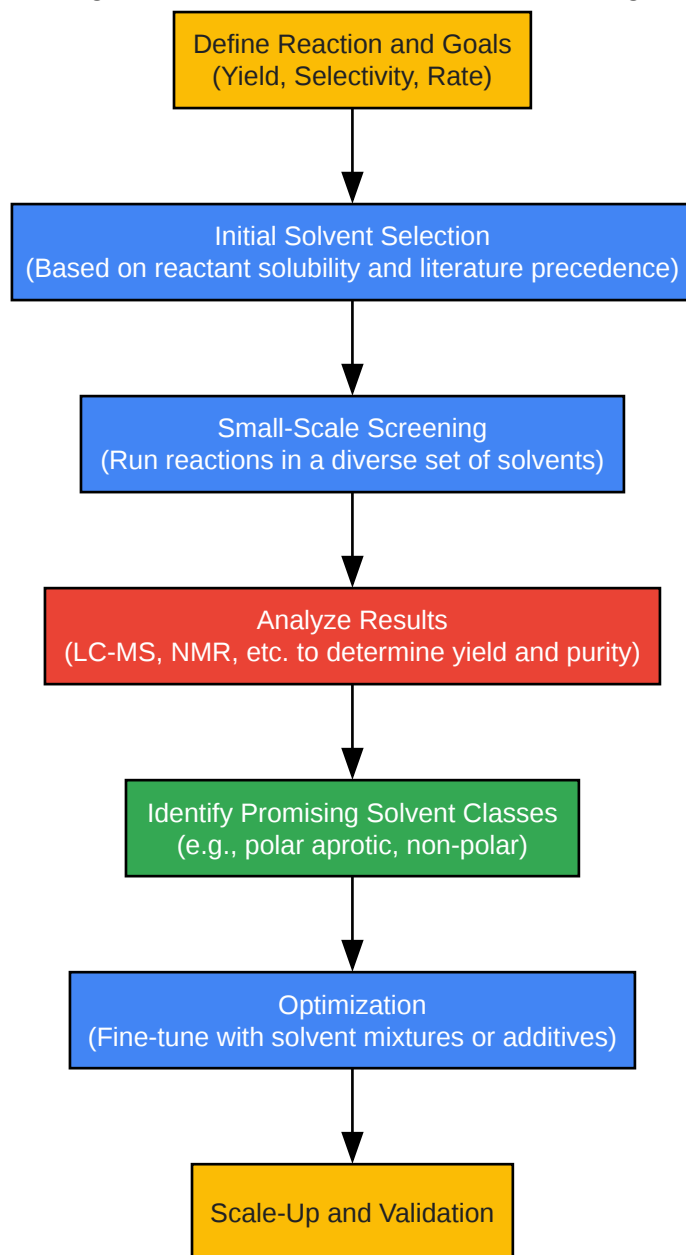 Define Reaction and Goals
(Yield, Selectivity, Rate)
Initial Solvent Selection
(Based on reactant solubility and literature precedence)
Small-Scale Screening
(Run reactions in a diverse set of solvents)
Analyze Results
(LC-MS, NMR, etc. to determine yield and purity)
Identify Promising Solvent Classes
(e.g., polar aprotic, non-polar)
Optimization
(Fine-tune with solvent mixtures or additives)
Scale-Up and Validation